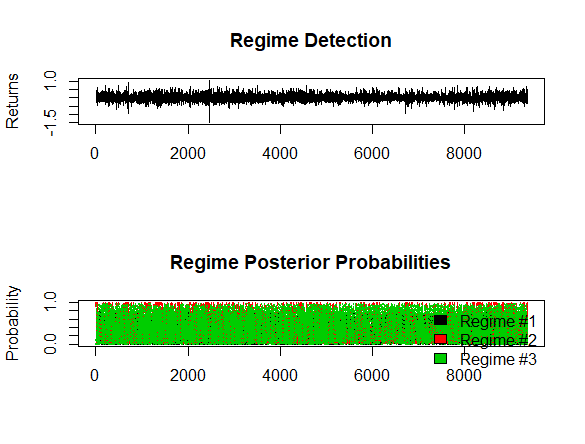 Regime Detection
Returns
1.0
-1.5
0 2000 4000 6000 8000
Regime Posterior Probabilities
Probability
1.0
0.0
Regime #1
Regime #2
Regime #3
0 2000 4000 6000 8000